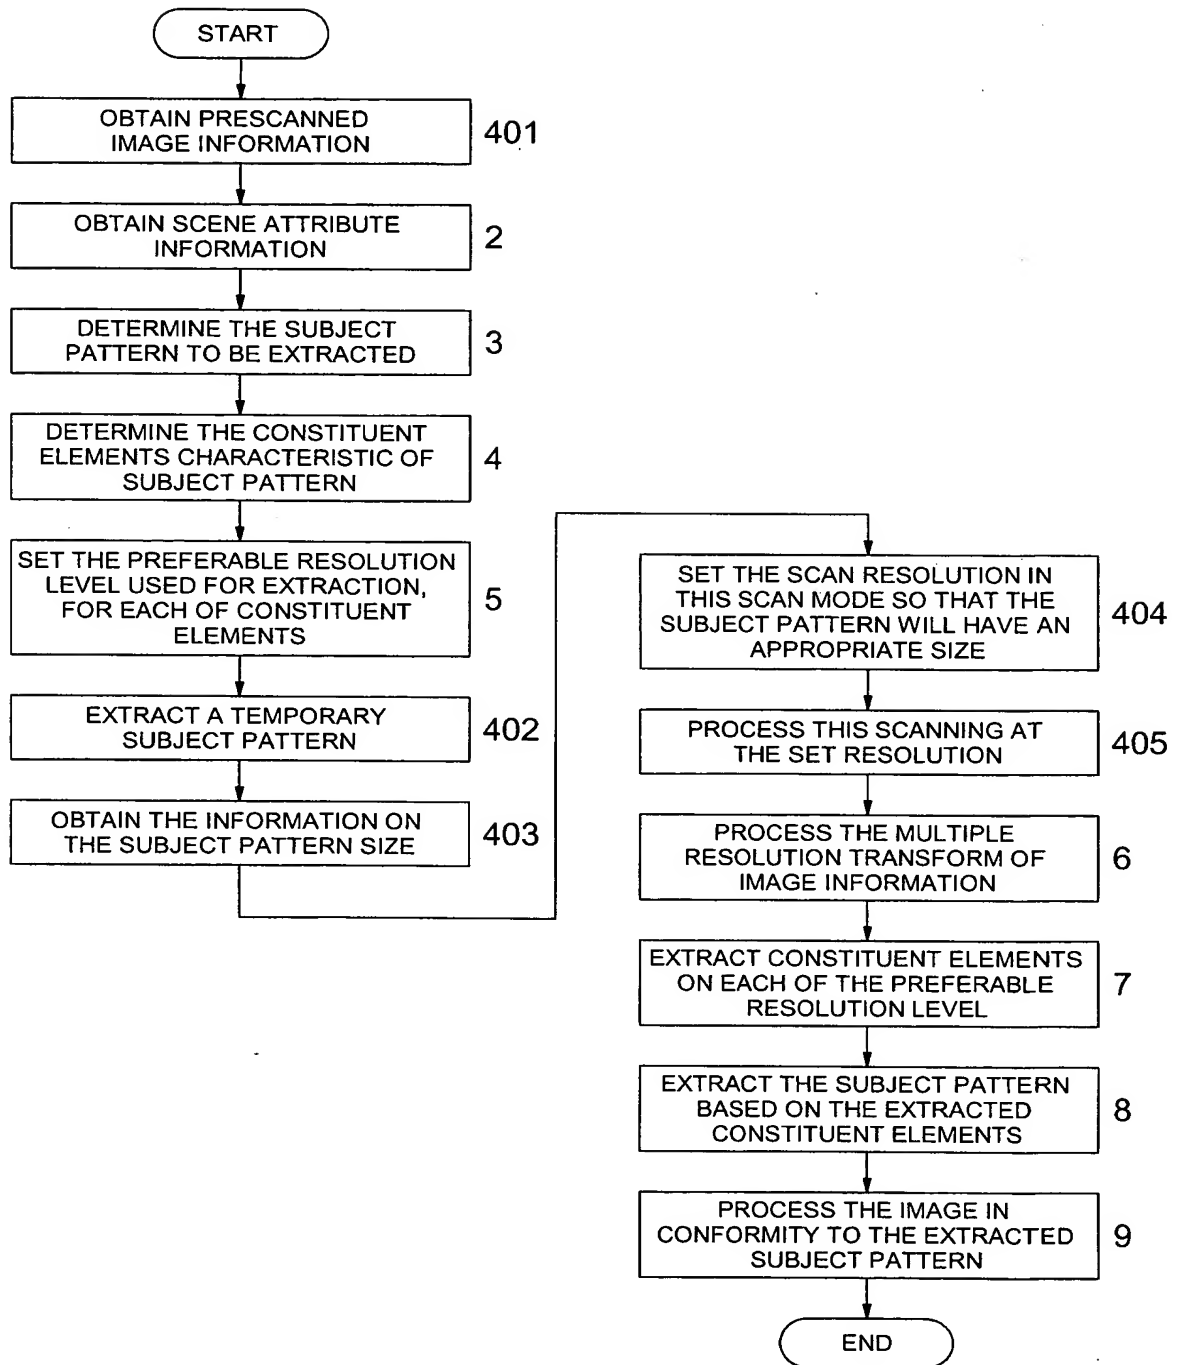 START
OBTAIN PRESCANNED
IMAGE INFORMATION
401
OBTAIN SCENE ATTRIBUTE
INFORMATION
2
DETERMINE THE SUBJECT
PATTERN TO BE EXTRACTED
3
DETERMINE THE CONSTITUENT
ELEMENTS CHARACTERISTIC OF
SUBJECT PATTERN
4
SET THE PREFERABLE RESOLUTION
LEVEL USED FOR EXTRACTION,
FOR EACH OF CONSTITUENT
ELEMENTS
5
EXTRACT A TEMPORARY
SUBJECT PATTERN
402
OBTAIN THE INFORMATION ON
THE SUBJECT PATTERN SIZE
403
SET THE SCAN RESOLUTION IN
THIS SCAN MODE SO THAT THE
SUBJECT PATTERN WILL HAVE AN
APPROPRIATE SIZE
404
PROCESS THIS SCANNING AT
THE SET RESOLUTION
405
PROCESS THE MULTIPLE
RESOLUTION TRANSFORM OF
IMAGE INFORMATION
6
EXTRACT CONSTITUENT ELEMENTS
ON EACH OF THE PREFERABLE
RESOLUTION LEVEL
7
EXTRACT THE SUBJECT PATTERN
BASED ON THE EXTRACTED
CONSTITUENT ELEMENTS
8
PROCESS THE IMAGE IN
CONFORMITY TO THE EXTRACTED
SUBJECT PATTERN
9
END